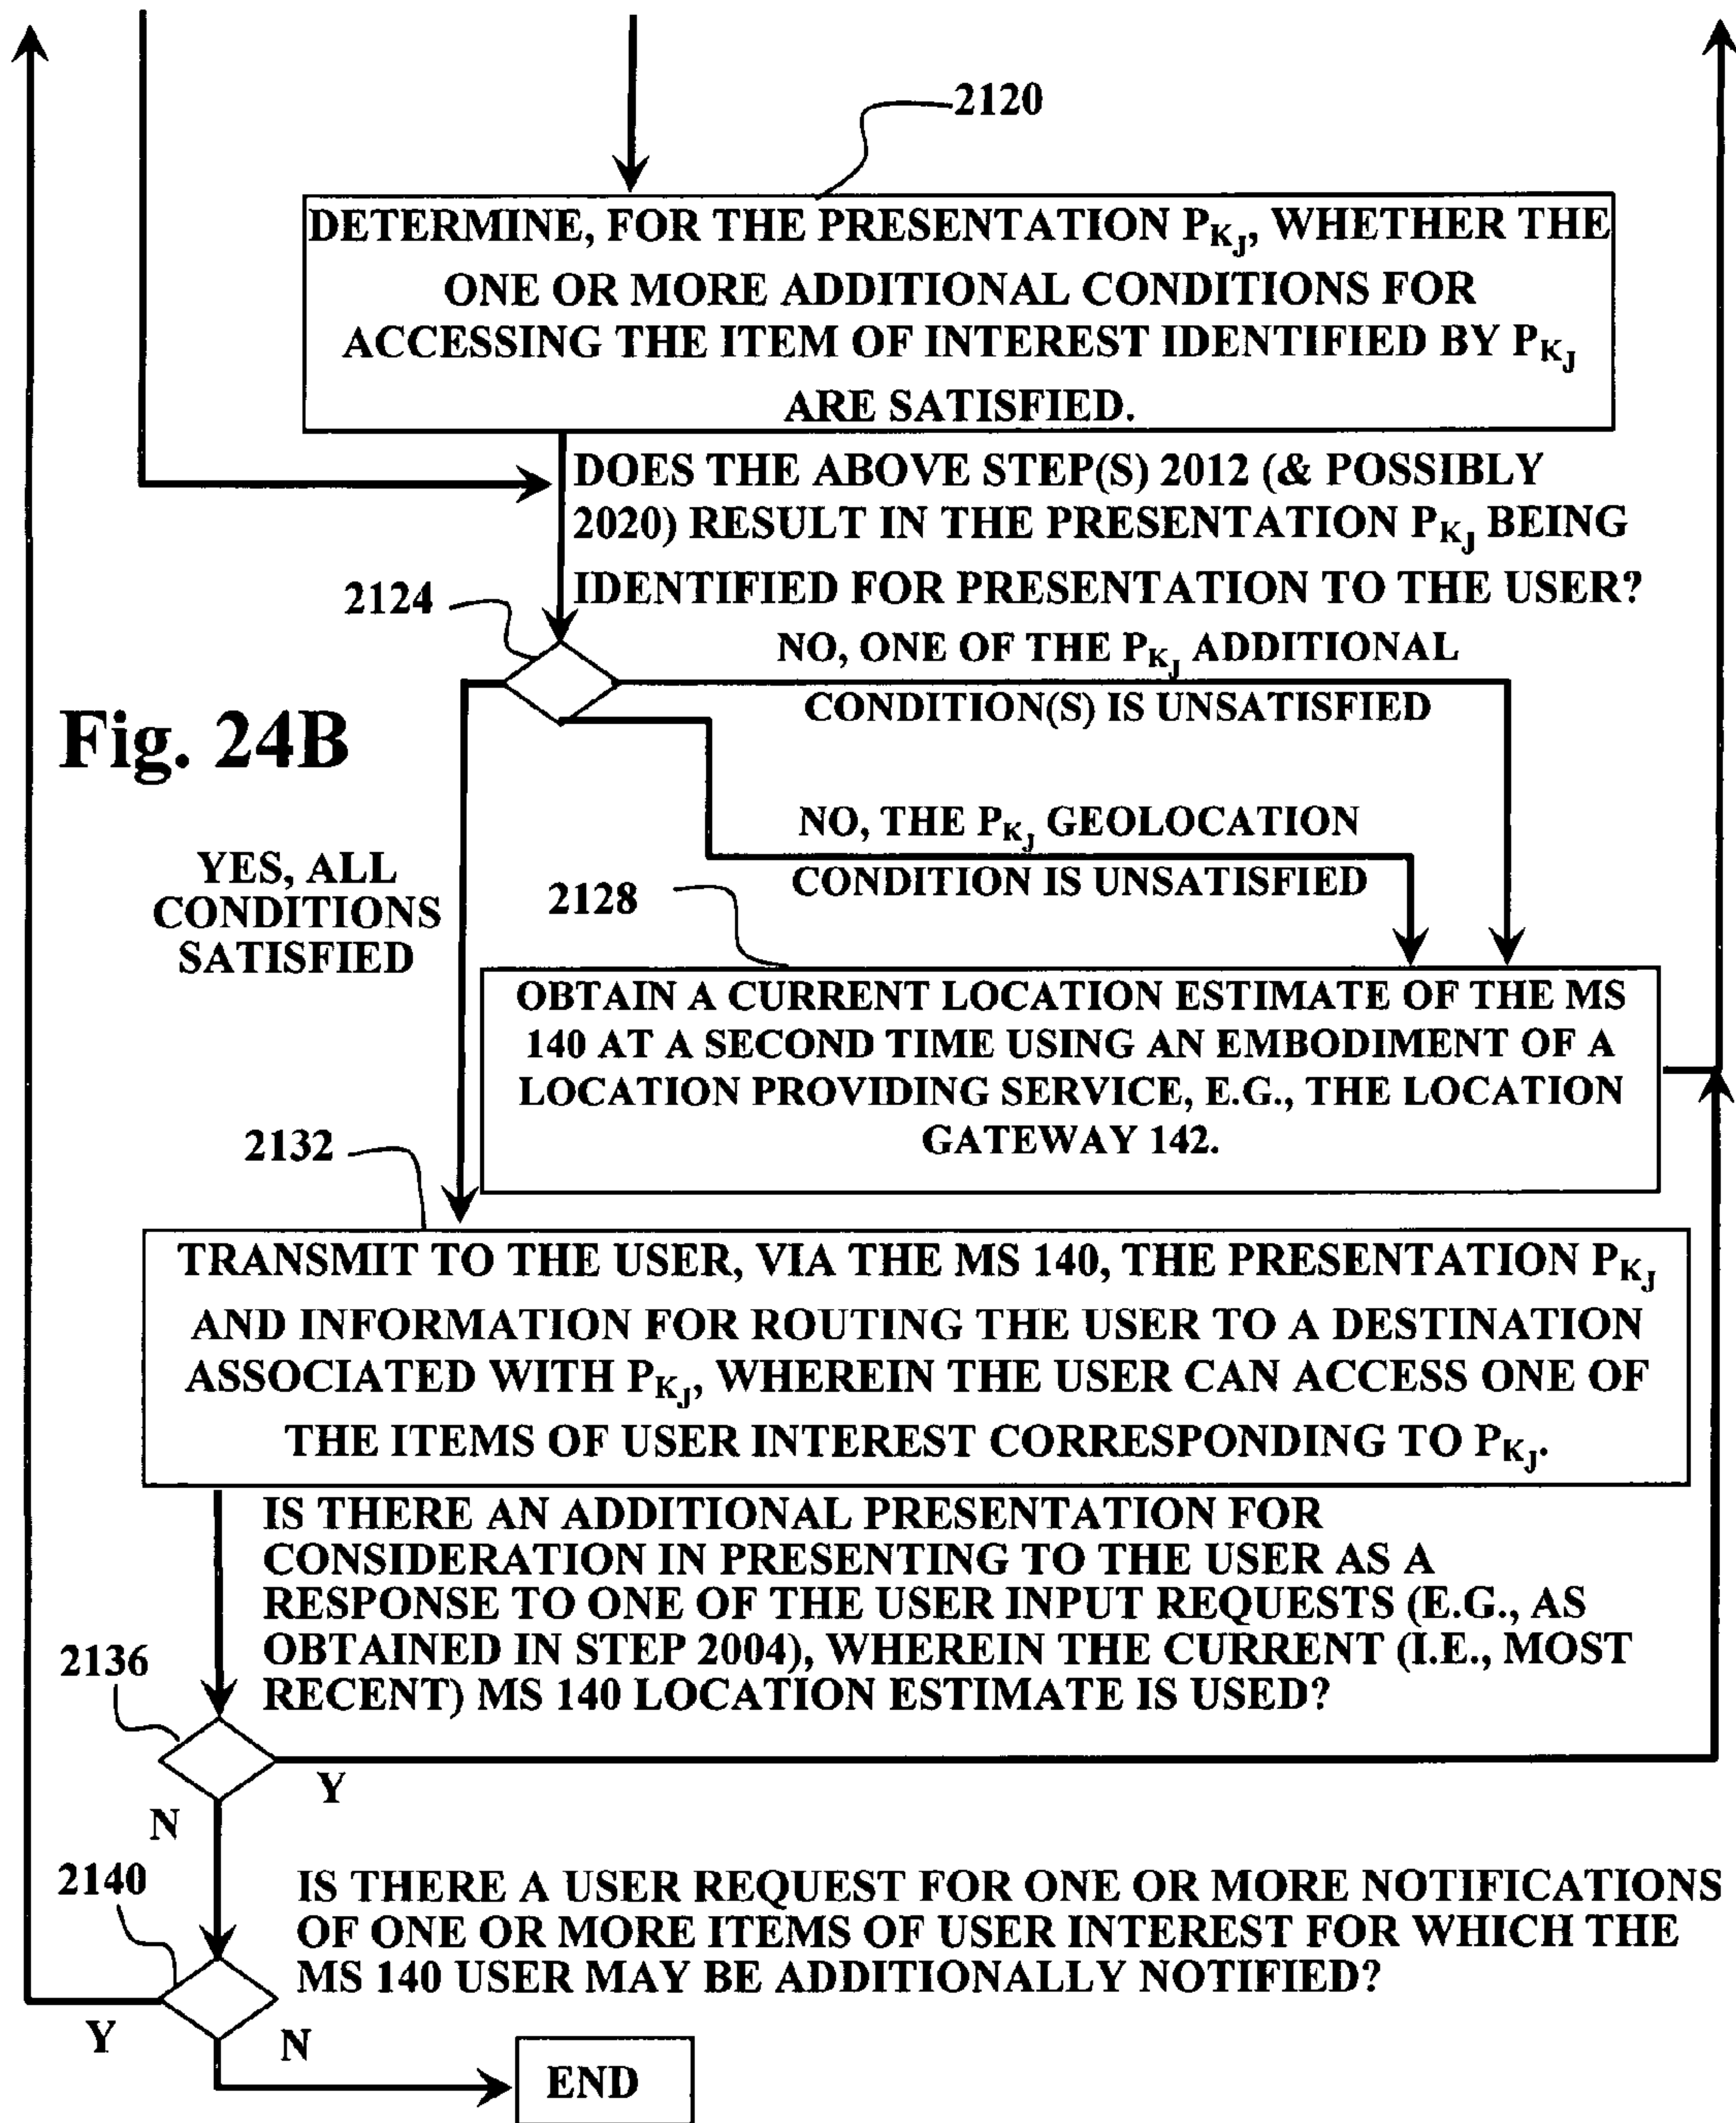 2120
DETERMINE, FOR THE PRESENTATION PKJ, WHETHER THE
ONE OR MORE ADDITIONAL CONDITIONS FOR
ACCESSING THE ITEM OF INTEREST IDENTIFIED BY PKJ
ARE SATISFIED.
DOES THE ABOVE STEP(S) 2012 (& POSSIBLY
2020) RESULT IN THE PRESENTATION PKJ BEING
IDENTIFIED FOR PRESENTATION TO THE USER?
2124
NO, ONE OF THE PKJ ADDITIONAL
CONDITION(S) IS UNSATISFIED
Fig. 24B
NO, THE PKJ GEOLOCATION
CONDITION IS UNSATISFIED
YES, ALL
CONDITIONS
SATISFIED
2128
OBTAIN A CURRENT LOCATION ESTIMATE OF THE MS
140 AT A SECOND TIME USING AN EMBODIMENT OF A
LOCATION PROVIDING SERVICE, E.G., THE LOCATION
GATEWAY 142.
2132
TRANSMIT TO THE USER, VIA THE MS 140, THE PRESENTATION PKJ
AND INFORMATION FOR ROUTING THE USER TO A DESTINATION
ASSOCIATED WITH PKJ, WHEREIN THE USER CAN ACCESS ONE OF
THE ITEMS OF USER INTEREST CORRESPONDING TO PKJ.
IS THERE AN ADDITIONAL PRESENTATION FOR
CONSIDERATION IN PRESENTING TO THE USER AS A
RESPONSE TO ONE OF THE USER INPUT REQUESTS (E.G., AS
OBTAINED IN STEP 2004), WHEREIN THE CURRENT (I.E., MOST
RECENT) MS 140 LOCATION ESTIMATE IS USED?
2136
Y
N
2140
IS THERE A USER REQUEST FOR ONE OR MORE NOTIFICATIONS
OF ONE OR MORE ITEMS OF USER INTEREST FOR WHICH THE
MS 140 USER MAY BE ADDITIONALLY NOTIFIED?
Y
N
END